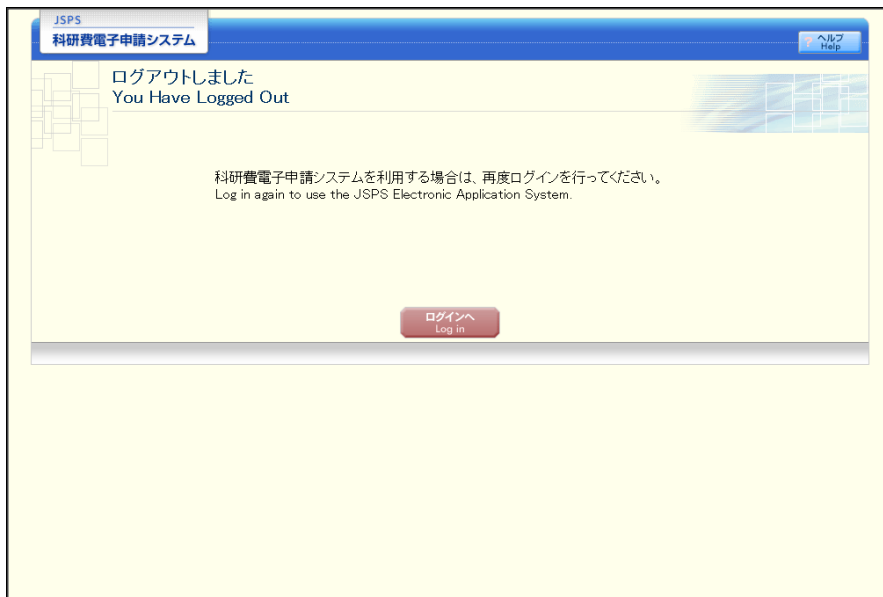 JSPS
科研費電子申請システム
? ヘルプ
Help
ログアウトしました
You Have Logged Out
科研費電子申請システムを利用する場合は、再度ログインを行ってください。
Log in again to use the JSPS Electronic Application System.
ログインへ
Log in